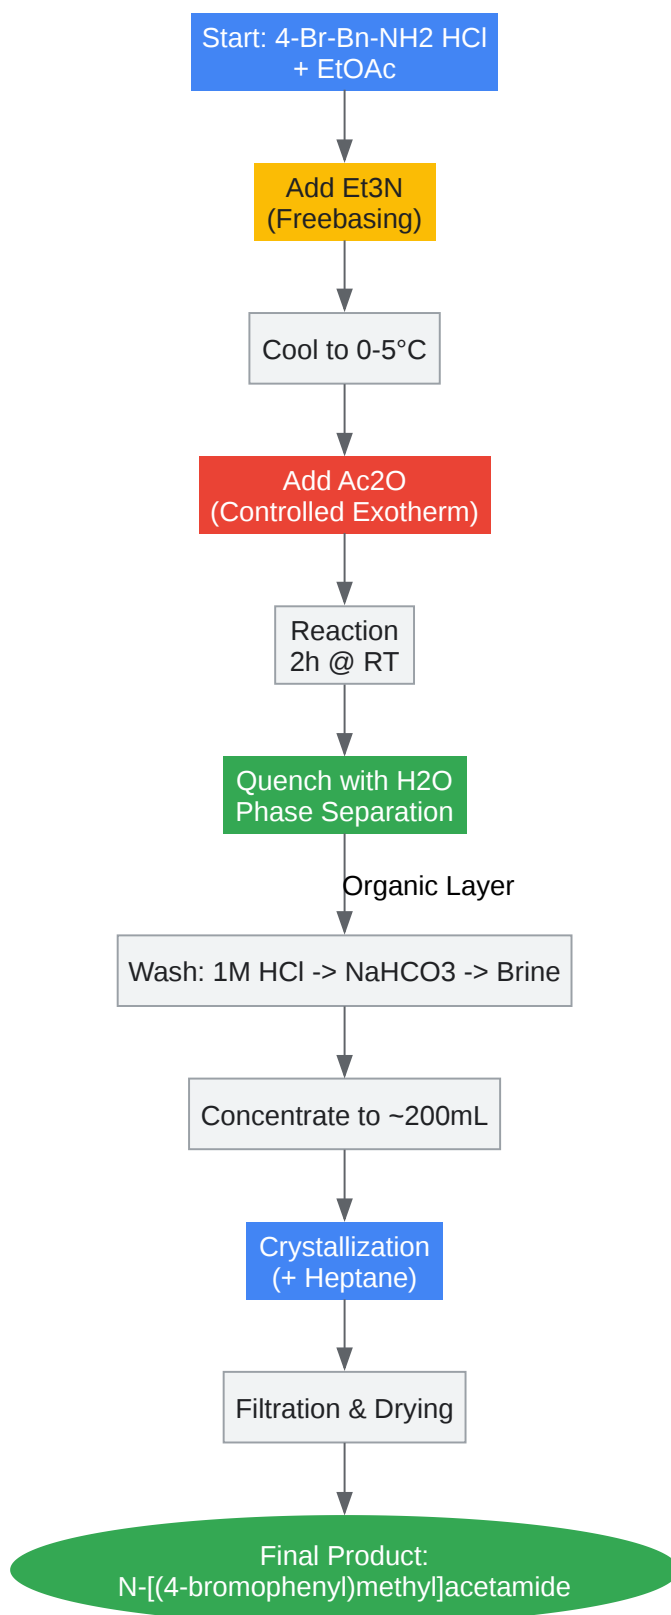 Start: 4-Br-Bn-NH2 HCl
+ EtOAc
Add Et3N
(Freebasing)
Cool to 0-5°C
Add Ac2O
(Controlled Exotherm)
Reaction
2h @ RT
Quench with H2O
Phase Separation
Organic Layer
Wash: 1M HCl -> NaHCO3 -> Brine
Concentrate to ~200mL
Crystallization
(+ Heptane)
Filtration & Drying
Final Product:
N-[(4-bromophenyl)methyl]acetamide